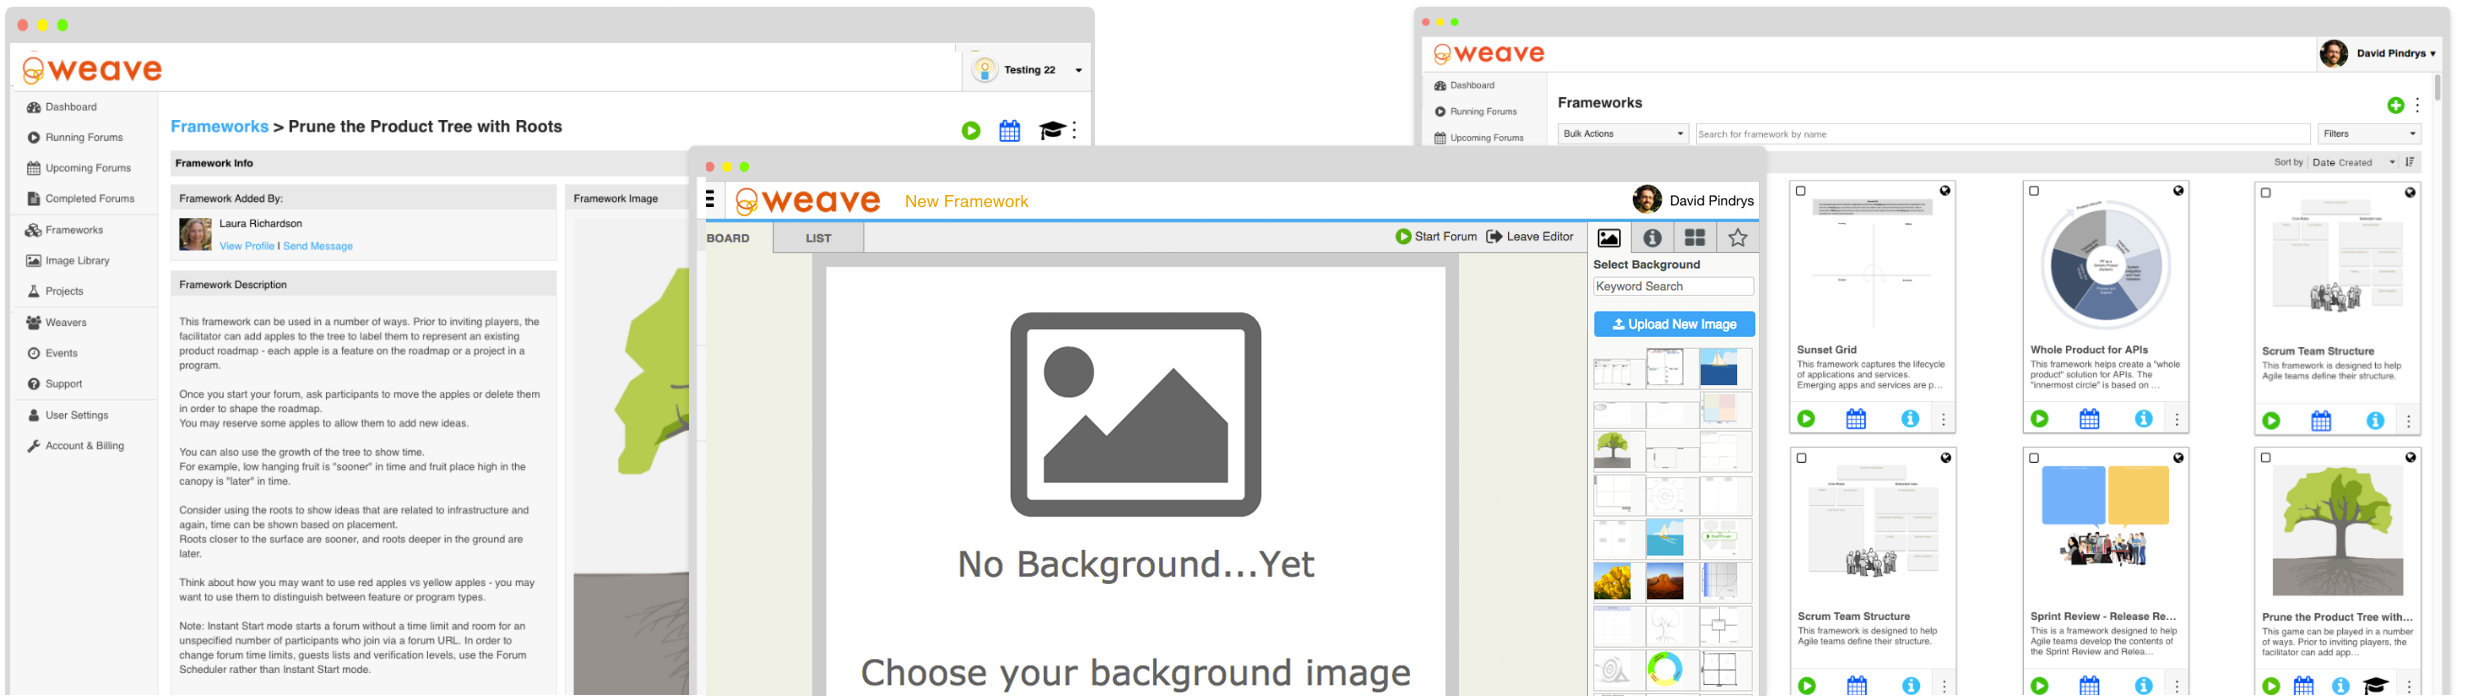 weave
Testing 22
Dashboard
Running Forums
Upcoming Forums
Completed Forums
Frameworks
Image Library
Projects
Weavers
Events
Support
User Settings
Account & Billing
Frameworks > Prune the Product Tree with Roots
Framework Info
Framework Added By:
Laura Richardson
View Profile | Send Message
Framework Image
Framework Description
This framework can be used in a number of ways. Prior to inviting players, the
facilitator can add apples to the tree to label them to represent an existing
product roadmap - each apple is a feature on the roadmap or a project in a
program.
Once you start your forum, ask participants to move the apples or delete them
in order to shape the roadmap.
You may reserve some apples to allow them to add new ideas.
You can also use the growth of the tree to show time.
For example, low hanging fruit is "sooner" in time and fruit place high in the
canopy is "later" in time.
Consider using the roots to show ideas that are related to infrastructure and
again, time can be shown based on placement.
Roots closer to the surface are sooner, and roots deeper in the ground are
later.
Think about how you may want to use red apples vs yellow apples - you may
want to use them to distinguish between feature or program types.
Note: Instant Start mode starts a forum without a time limit and room for an
unspecified number of participants who join via a forum URL. In order to
change forum time limits, guests lists and verification levels, use the Forum
Scheduler rather than Instant Start mode.
weave
New Framework
David Pindrys
BOARD
LIST
Start Forum
Leave Editor
Select Background
Keyword Search
Upload New Image
No Background...Yet
Choose your background image
weave
David Pindrys
Dashboard
Running Forums
Upcoming Forums
Frameworks
Bulk Actions
Search for framework by name
Filters
Sort by
Date Created
Sunset Grid
This framework captures the lifecycle
of applications and services.
Emerging apps and services are p...
Whole Product for APIs
This framework helps create a "whole
product" solution for APIs. The
"innermost circle" is based on ...
Scrum Team Structure
This framework is designed to help
Agile teams define their structure.
Scrum Team Structure
This framework is designed to help
Agile teams define their structure.
Sprint Review - Release Re...
This is a framework designed to help
Agile teams develop the contents of
the Sprint Review and Relea...
Prune the Product Tree with...
This game can be played in a number
of ways. Prior to inviting players, the
facilitator can add app...